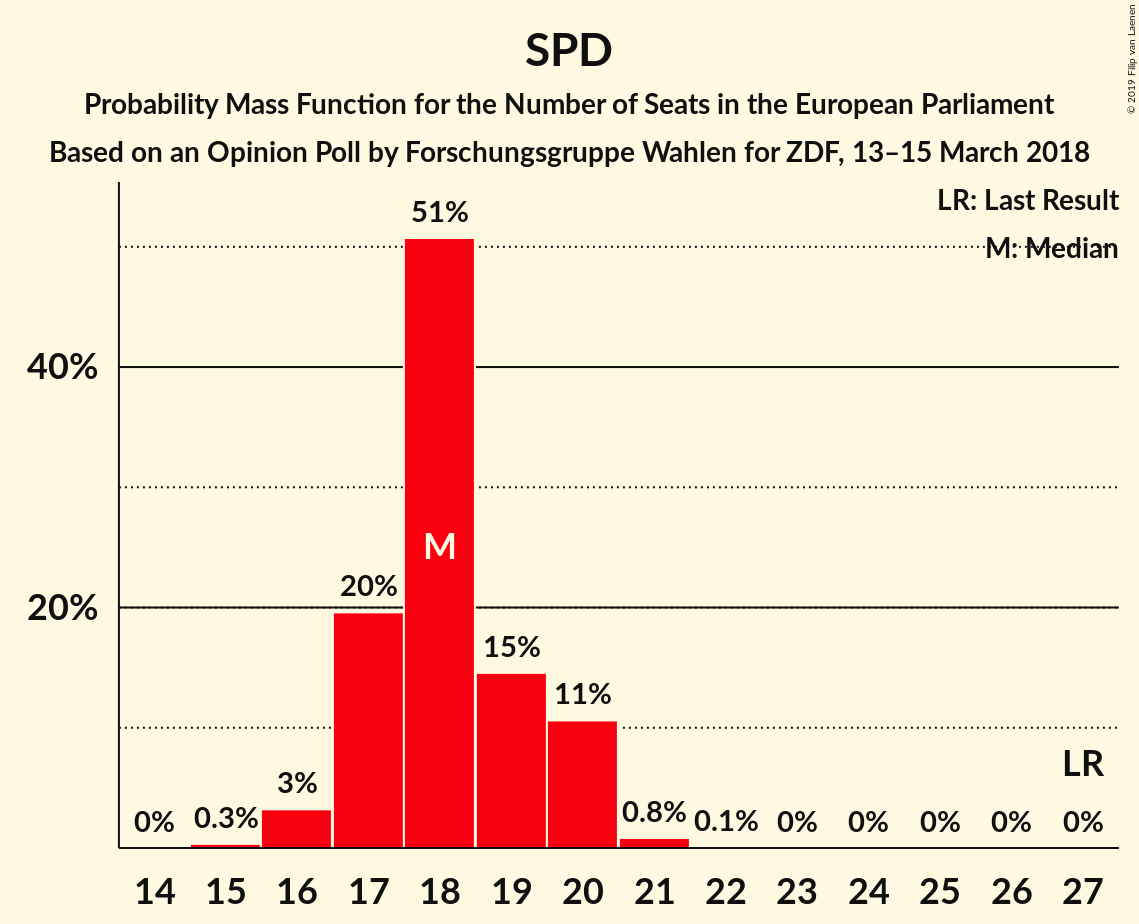 SPD
Probability Mass Function for the Number of Seats in the European Parliament
Based on an Opinion Poll by Forschungsgruppe Wahlen for ZDF, 13–15 March 2018
© 2019 Filip van Laenen
LR: Last Result
M: Median
40%
20%
0%
0.3%
3%
20%
51%
M
15%
11%
0.8%
0.1%
0%
0%
0%
0%
LR
0%
14 15 16 17 18 19 20 21 22 23 24 25 26 27